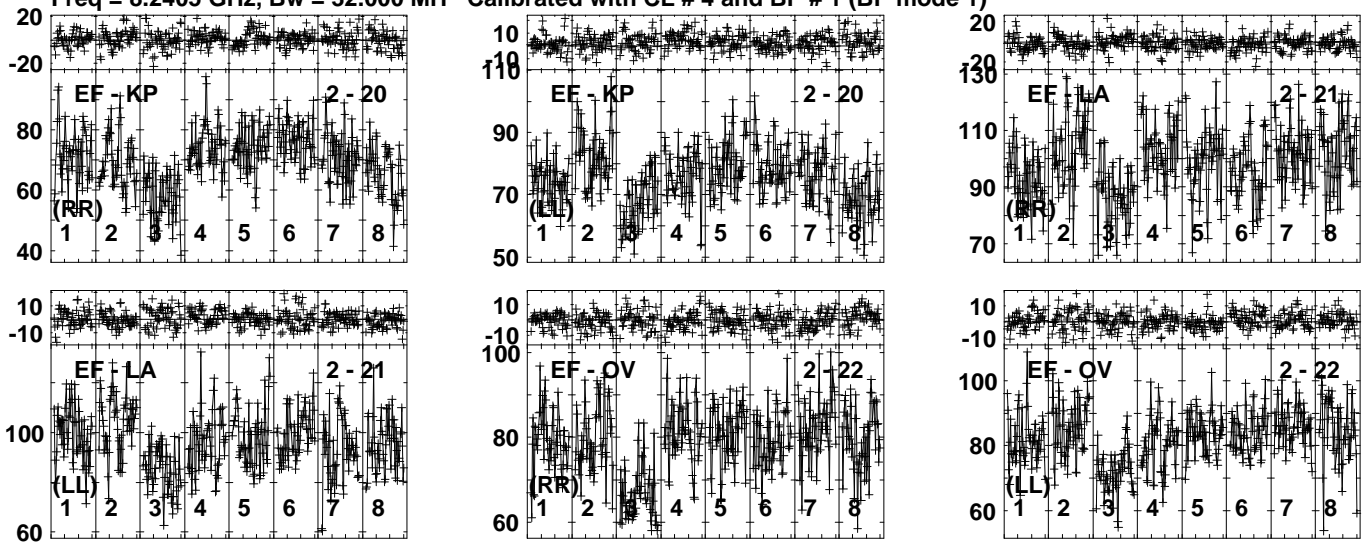 Freq = 8.2405 GHz, Bw = 32.000 MH Calibrated with CL # 4 and BP # 1 (BP mode 1)
20
-20
EF - KP 2 - 20
80
60
(RR)
40
1 2 3 4 5 6 7 8
10
-10
110
EF - KP 2 - 20
90
70
(LL)
50
1 2 3 4 5 6 7 8
20
-20
130
EF - LA 2 - 21
110
90
(RR)
70
1 2 3 4 5 6 7 8
10
-10
EF - LA 2 - 21
100
(LL)
60
1 2 3 4 5 6 7 8
10
-10
100
EF - OV 2 - 22
80
(RR)
60
1 2 3 4 5 6 7 8
10
-10
EF - OV 2 - 22
100
80
(LL)
60
1 2 3 4 5 6 7 8